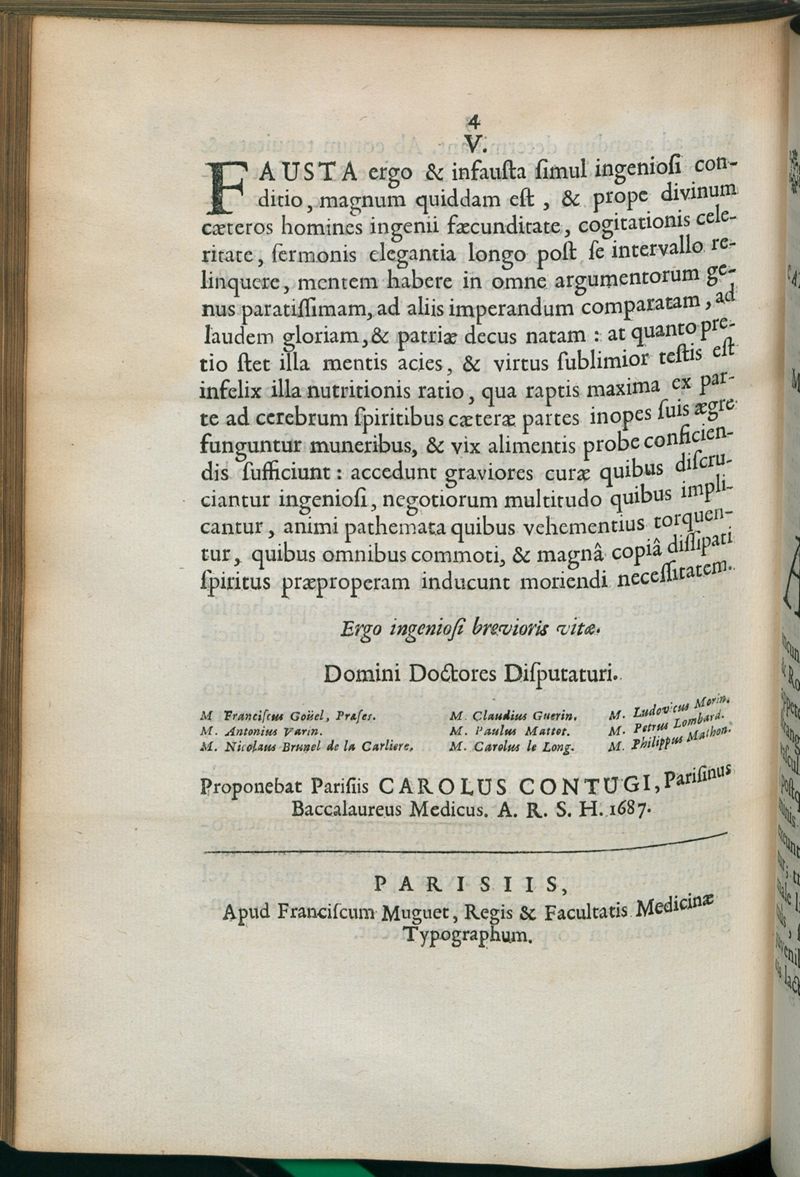 4
V.
FAUSTA ergo & infauſta ſimul ingenioſi con-
ditio, magnum quiddam eſt, & prope divinum
cæteros homines ingenii fæcunditate, cogitationis cele-
ritate, ſermonis elegantia longo poſt ſe intervallo re-
linquere, mentem habere in omne argumentorum ge-
nus paratiſſimam, ad aliis imperandum comparatam, ad
laudem gloriam, & patriæ decus natam : at quanto pre-
tio ſtet illa mentis acies, & virtus ſublimior teſtis eſt
infelix illa nutritionis ratio, qua raptis maxima ex par-
te ad cerebrum ſpiritibus cæteræ partes inopes ſuis ægre
funguntur muneribus, & vix alimentis probe conficien-
dis ſufficiunt : accedunt graviores curæ quibus diſcru-
ciantur ingenioſi, negotiorum multitudo quibus impli-
cantur, animi pathemata quibus vehementius torquen-
tur, quibus omnibus commoti, & magnâ copiâ diſſipati
ſpiritus præproperam inducunt moriendi neceſſitatem.
Ergo ingenioſi brevioris vitæ.
Domini Doctores Diſputaturi.
M Franciſcus Goüel, Præſes. M. Claudius Guerin. M. Ludovicus Morin.
M. Antonius Varin. M. Paulus Mattot. M. Petrus Lombard.
M. Nicolaus Brunel de la Carliere. M. Carolus le Long. M. Philippus Mathon.
Proponebat Pariſiis CAROLUS CONTUGI, Pariſinus
Baccalaureus Medicus. A. R. S. H. 1687.
PARISIIS,
Apud Franciſcum Muguet, Regis & Facultatis Medicinæ
Typographum.